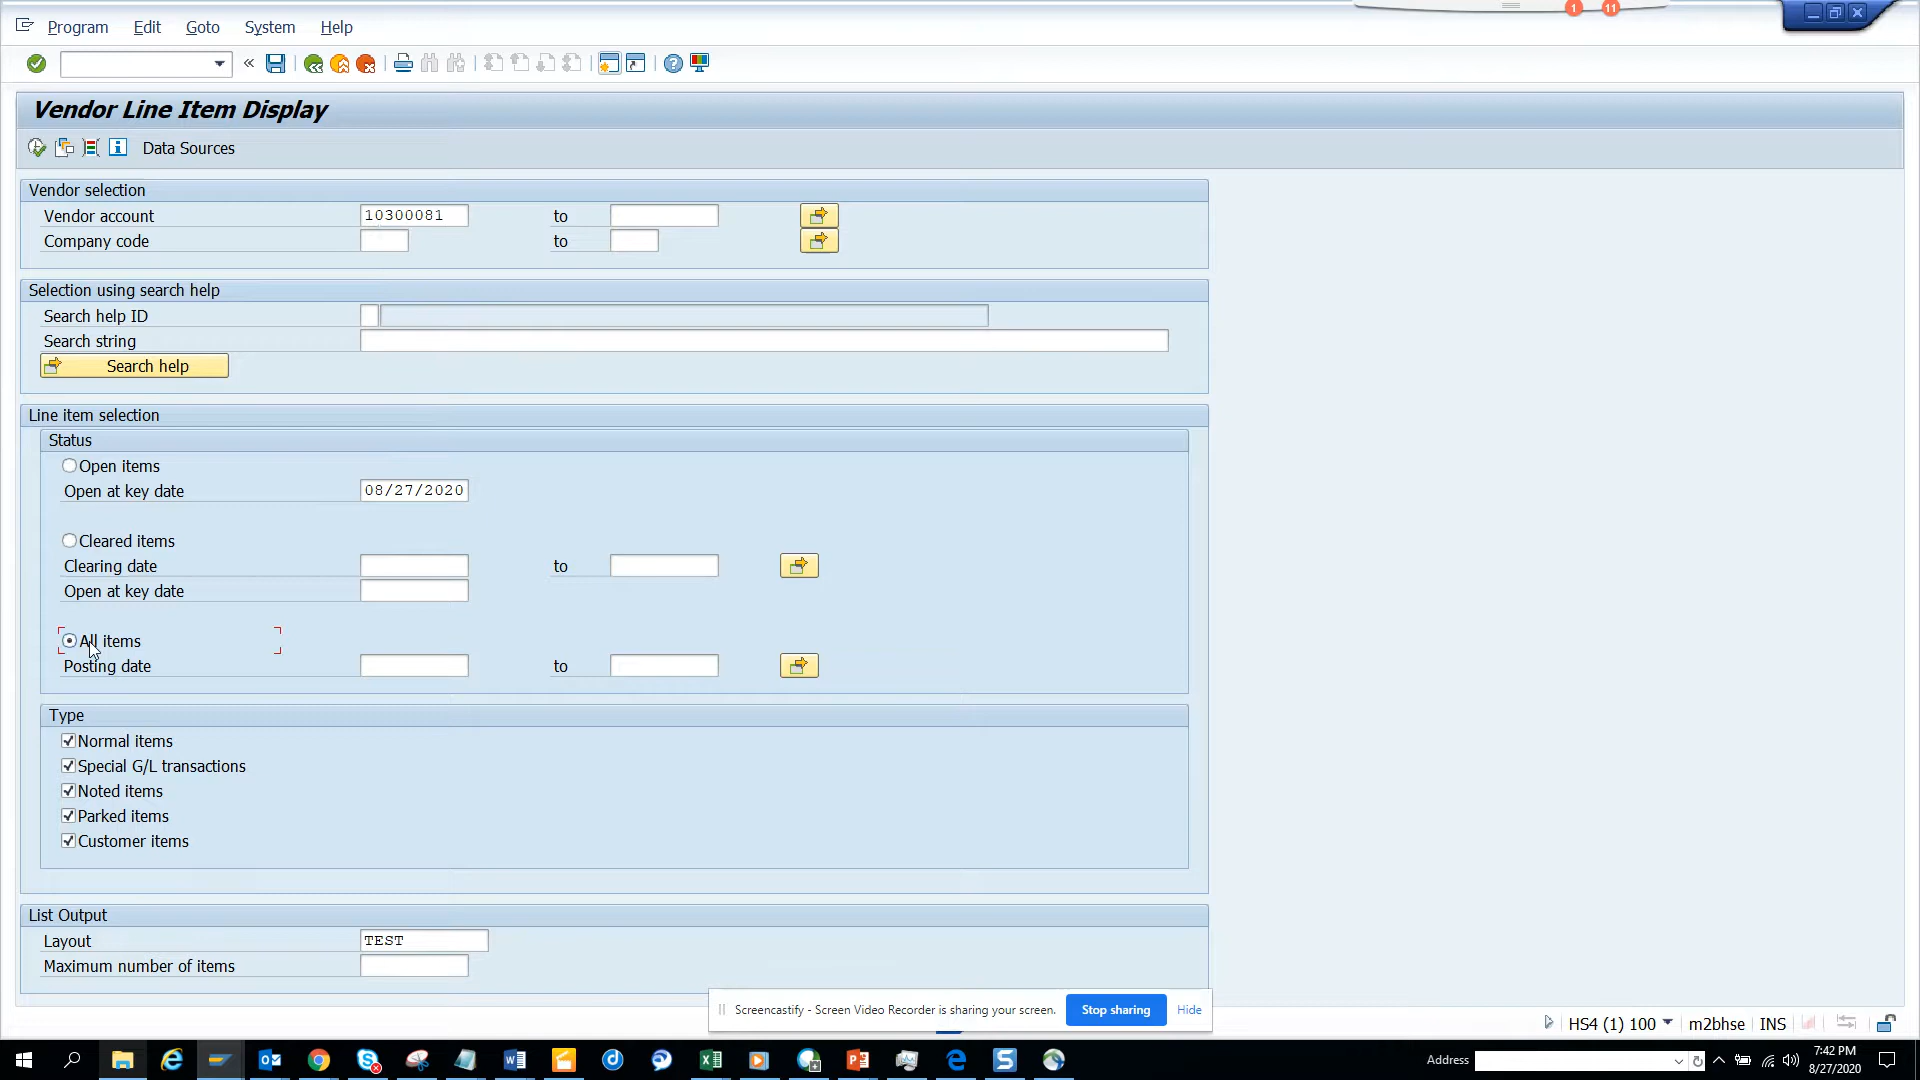 1 11
Program Edit Goto System Help
Vendor Line Item Display
Data Sources
Vendor selection
Vendor account 10300081 to
Company code to
Selection using search help
Search help ID
Search string
Search help
Line item selection
Status
Open items
Open at key date 08/27/2020
Cleared items
Clearing date to
Open at key date
All items
Posting date to
Type
Normal items
Special G/L transactions
Noted items
Parked items
Customer items
List Output
Layout TEST
Maximum number of items
Screencastify - Screen Video Recorder is sharing your screen. Stop sharing Hide
HS4 (1) 100 m2bhse INS
Address
7:42 PM
8/27/2020